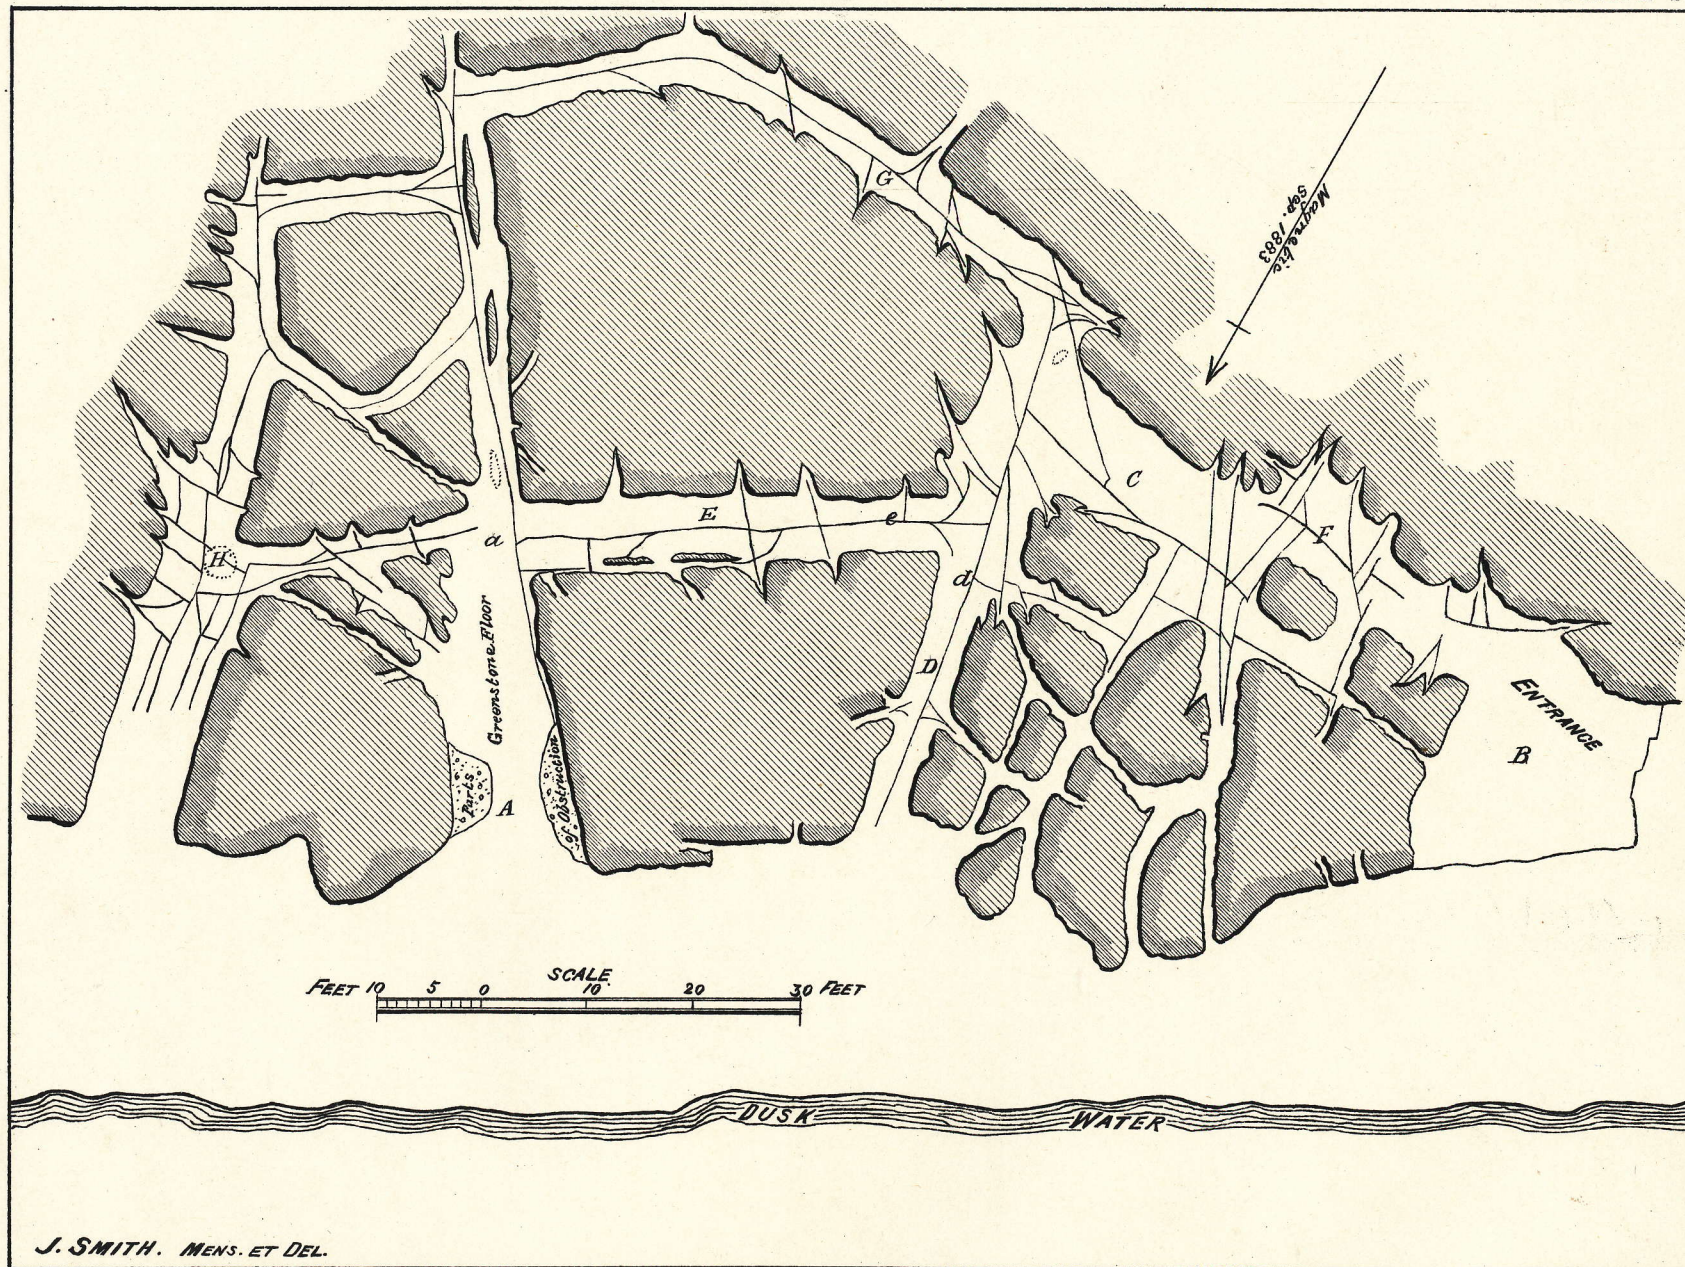 G
Magnetic
Sep. 1883
C
E
e
F
a
H
d
Greenstone Floor
D
ENTRANCE
B
Parts
of Obstruction
A
SCALE.
FEET 10 5 0 10 20 30 FEET
DUSK WATER
J. SMITH. MENS. ET DEL.